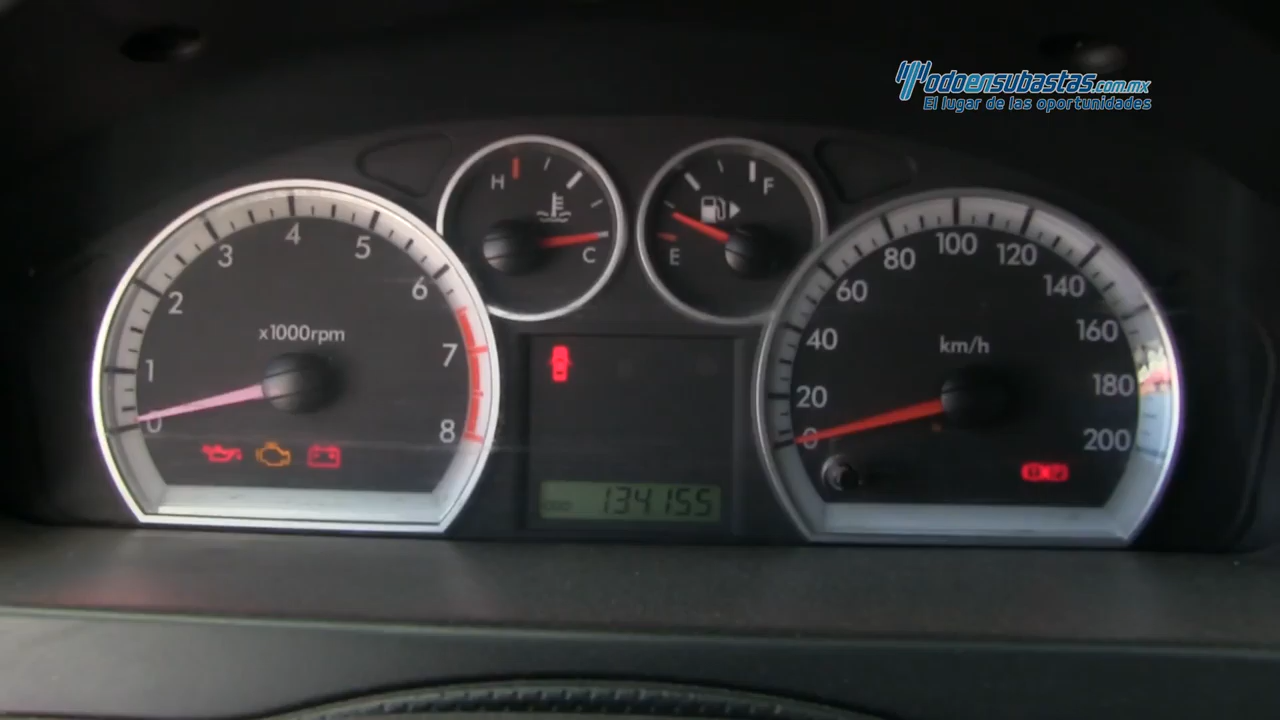 Todoensubastas.com.mx
El lugar de las oportunidades
0
1
2
3
4
5
6
7
8
x1000rpm
H
C
F
E
134155
0
20
40
60
80
100
120
140
160
180
200
km/h